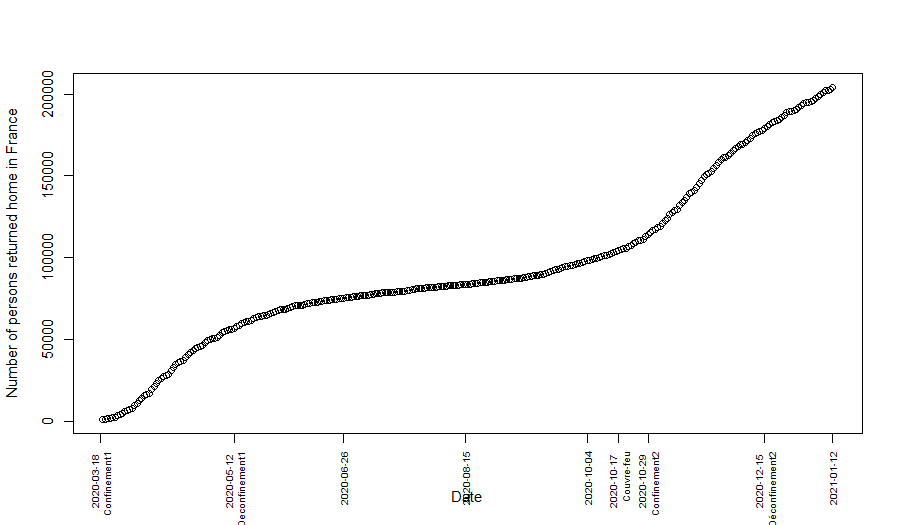 Number of persons returned home in France
200000
150000
100000
50000
0
2020-03-18
Confinement1
2020-05-12
Deconfinement1
2020-06-26
2020-08-15
2020-10-04
2020-10-17
Couvre-feu
2020-10-29
Confinement2
2020-12-15
Déconfinement2
2021-01-12
Date